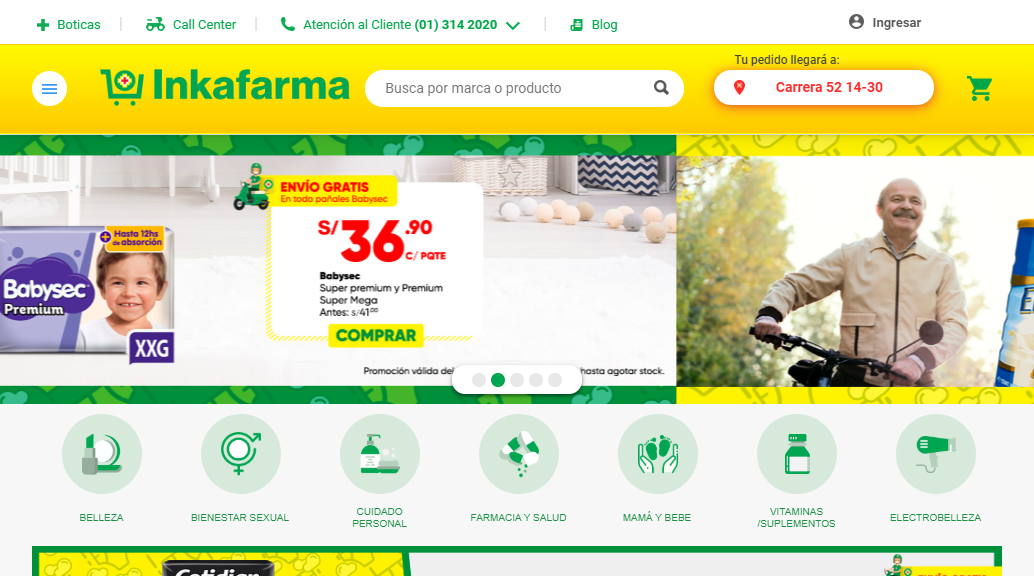 Boticas
Call Center
Atención al Cliente (01) 314 2020
Blog
Ingresar
Inkafarma
Busca por marca o producto
Tu pedido llegará a:
Carrera 52 14-30
ENVÍO GRATIS
En todo pañales Babysec
S/36.90
C/ PQTE
Babysec
Super premium y Premium
Super Mega
Antes: s/41.00
COMPRAR
Hasta 12hs
de absorción
Babysec
Premium
XXG
Promoción válida del
hasta agotar stock.
BELLEZA
BIENESTAR SEXUAL
CUIDADO
PERSONAL
FARMACIA Y SALUD
MAMÁ Y BEBE
VITAMINAS
/SUPLEMENTOS
ELECTROBELLEZA
Cotidian
ENVÍO GRATIS